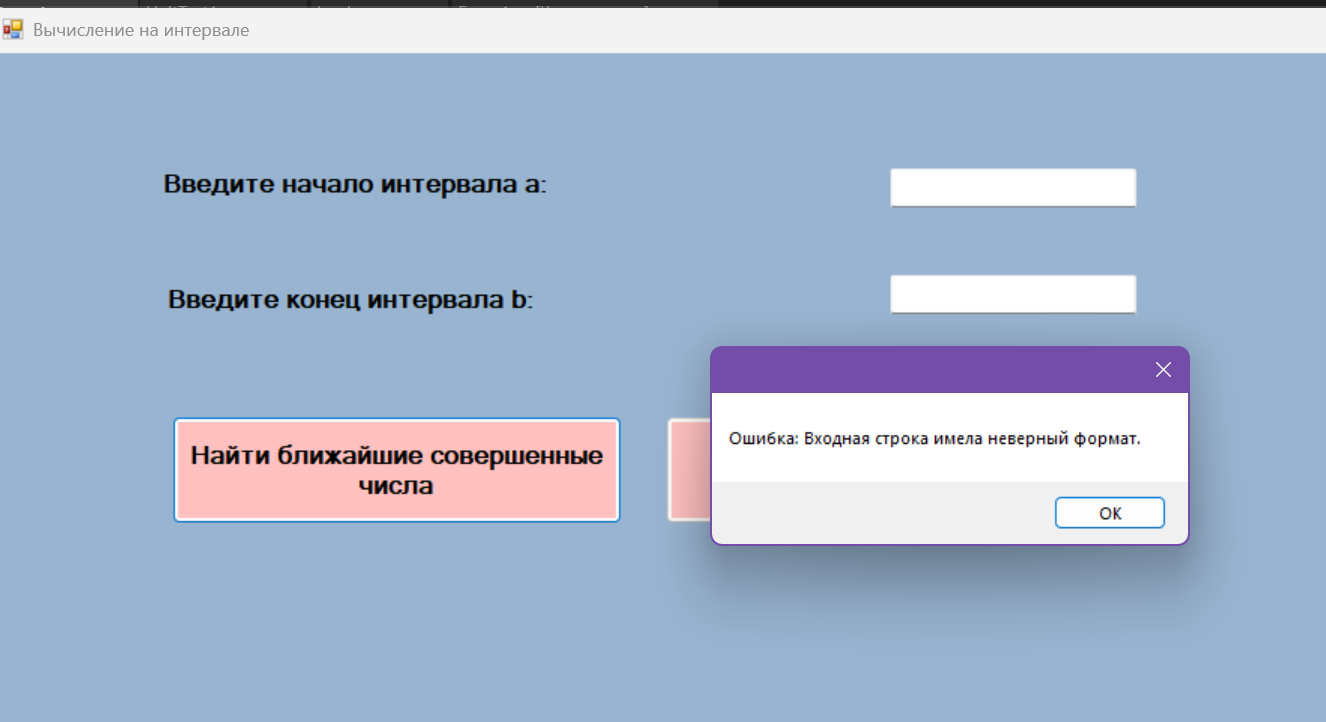 Вычисление на интервале
Введите начало интервала a:
Введите конец интервала b:
Найти ближайшие совершенные
числа
Ошибка: Входная строка имела неверный формат.
ОК